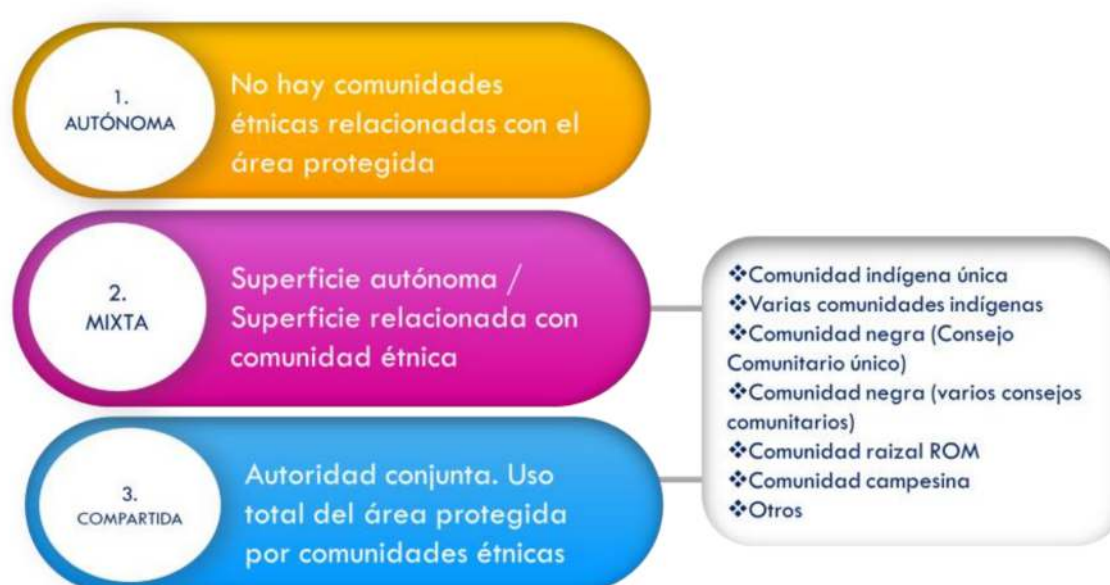 1.
AUTÓNOMA
No hay comunidades
étnicas relacionadas con el
área protegida
2.
MIXTA
Superficie autónoma /
Superficie relacionada con
comunidad étnica
3.
COMPARTIDA
Autoridad conjunta. Uso
total del área protegida
por comunidades étnicas
❖Comunidad indígena única
❖Varias comunidades indígenas
❖Comunidad negra (Consejo
Comunitario único)
❖Comunidad negra (varios consejos
comunitarios)
❖Comunidad raizal ROM
❖Comunidad campesina
❖Otros